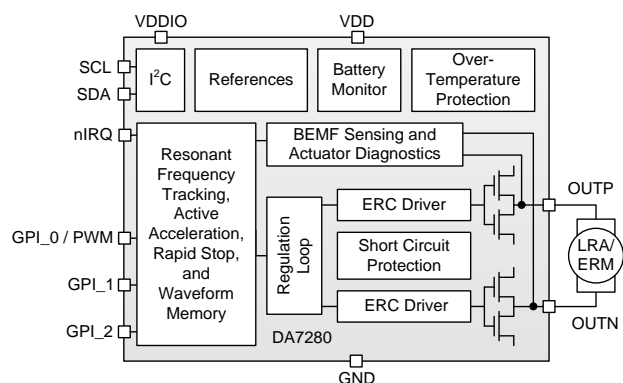 VDDIO
VDD
SCL
SDA
I²C
References
Battery
Monitor
Over-
Temperature
Protection
nIRQ
GPI_0 / PWM
GPI_1
GPI_2
Resonant
Frequency
Tracking,
Active
Acceleration,
Rapid Stop,
and
Waveform
Memory
BEMF Sensing and
Actuator Diagnostics
Regulation
Loop
ERC Driver
Short Circuit
Protection
ERC Driver
DA7280
OUTP
LRA/
ERM
OUTN
GND